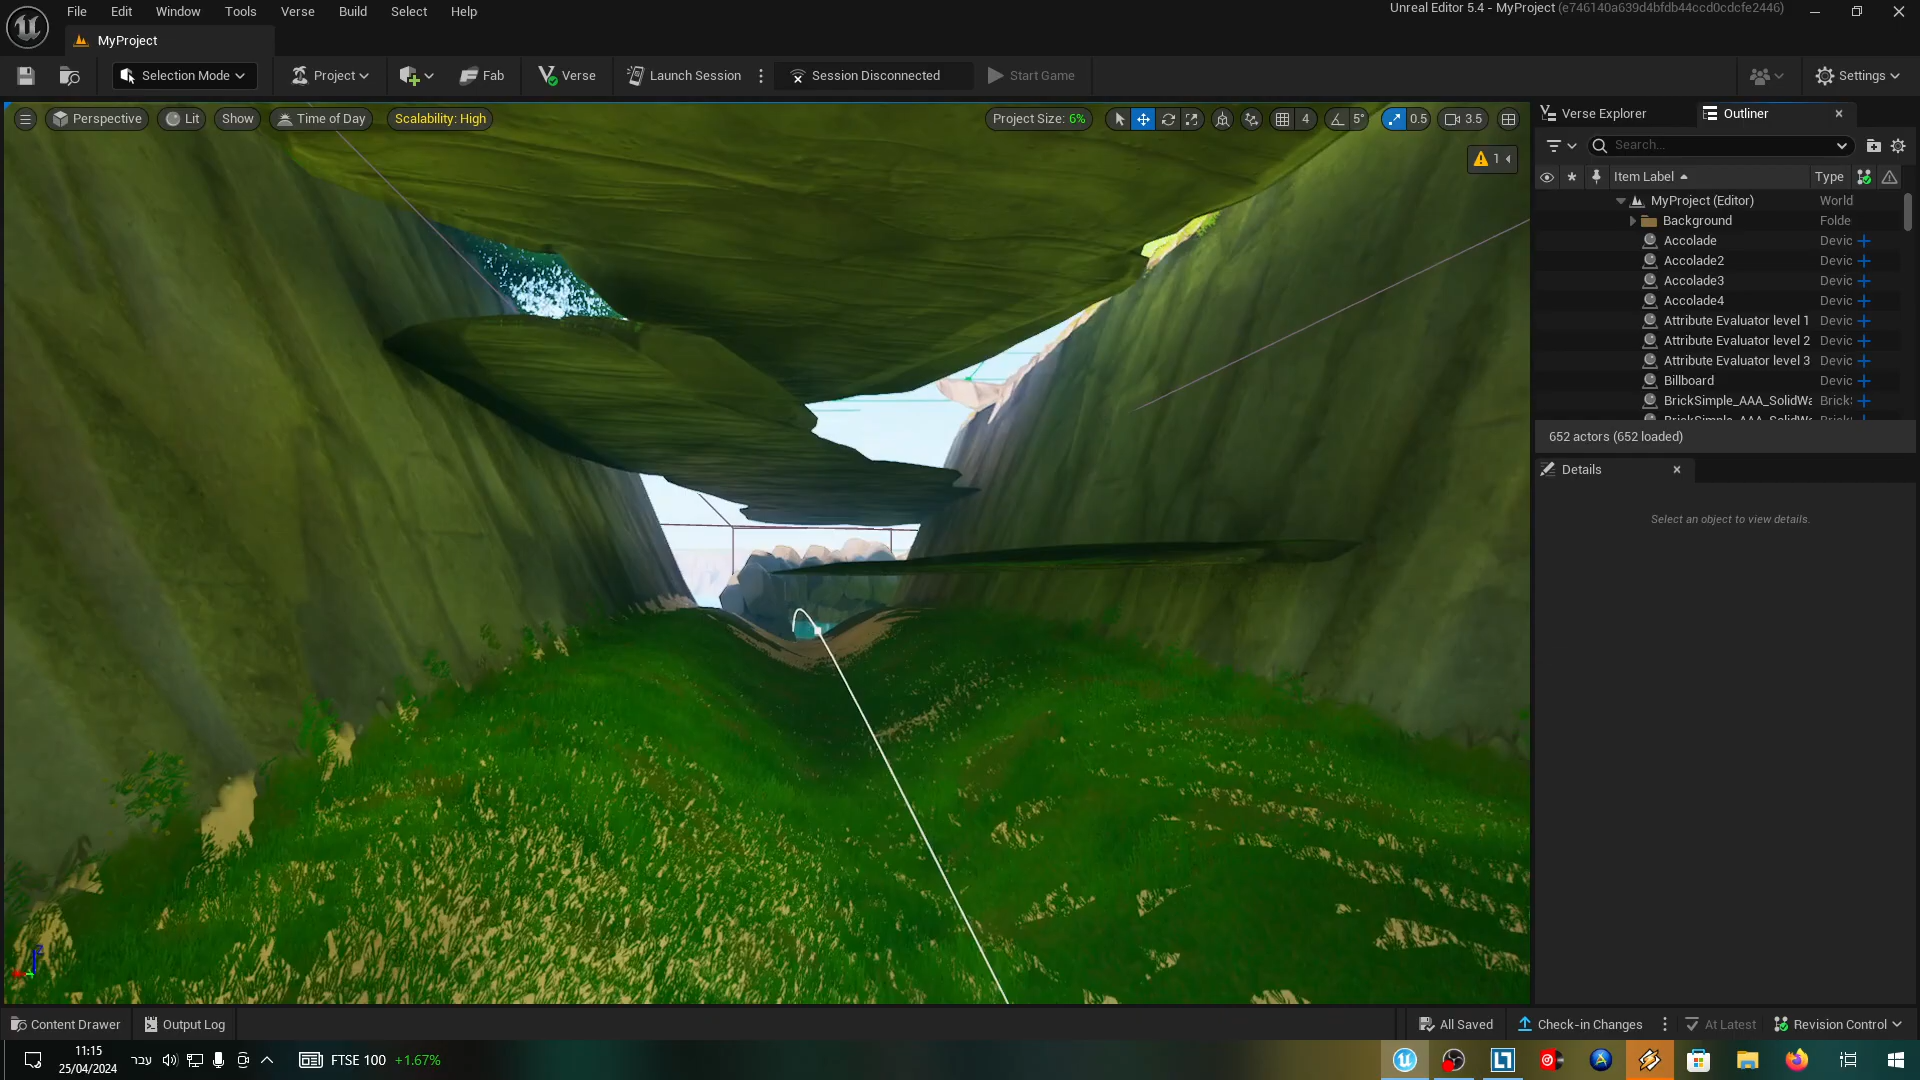 File Edit Window Tools Verse Build Select Help
Unreal Editor 5.4 - MyProject (e746140a639d4bfdb44ccd0cdcfe2446)
MyProject
Selection Mode Project Fab Verse Launch Session Session Disconnected Start Game Settings
Perspective Lit Show Time of Day Scalability: High Project Size: 6% 4 5° 0.5 3.5
1
Verse Explorer Outliner
Search...
Item Label Type
MyProject (Editor) World
Background Folde
Accolade Devic
Accolade2 Devic
Accolade3 Devic
Accolade4 Devic
Attribute Evaluator level 1 Devic
Attribute Evaluator level 2 Devic
Attribute Evaluator level 3 Devic
Billboard Devic
BrickSimple_AAA_SolidWa Brick
652 actors (652 loaded)
Details
Select an object to view details.
Content Drawer Output Log All Saved Check-in Changes At Latest Revision Control
11:15
25/04/2024
עבר
FTSE 100 +1.67%